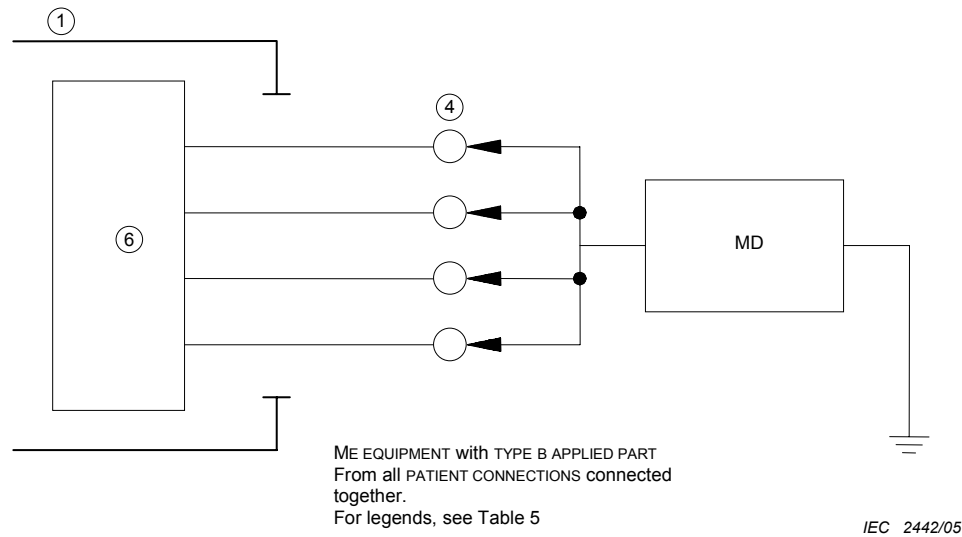 1
4
6
MD
ME EQUIPMENT with TYPE B APPLIED PART
From all PATIENT CONNECTIONS connected
together.
For legends, see Table 5
IEC 2442/05